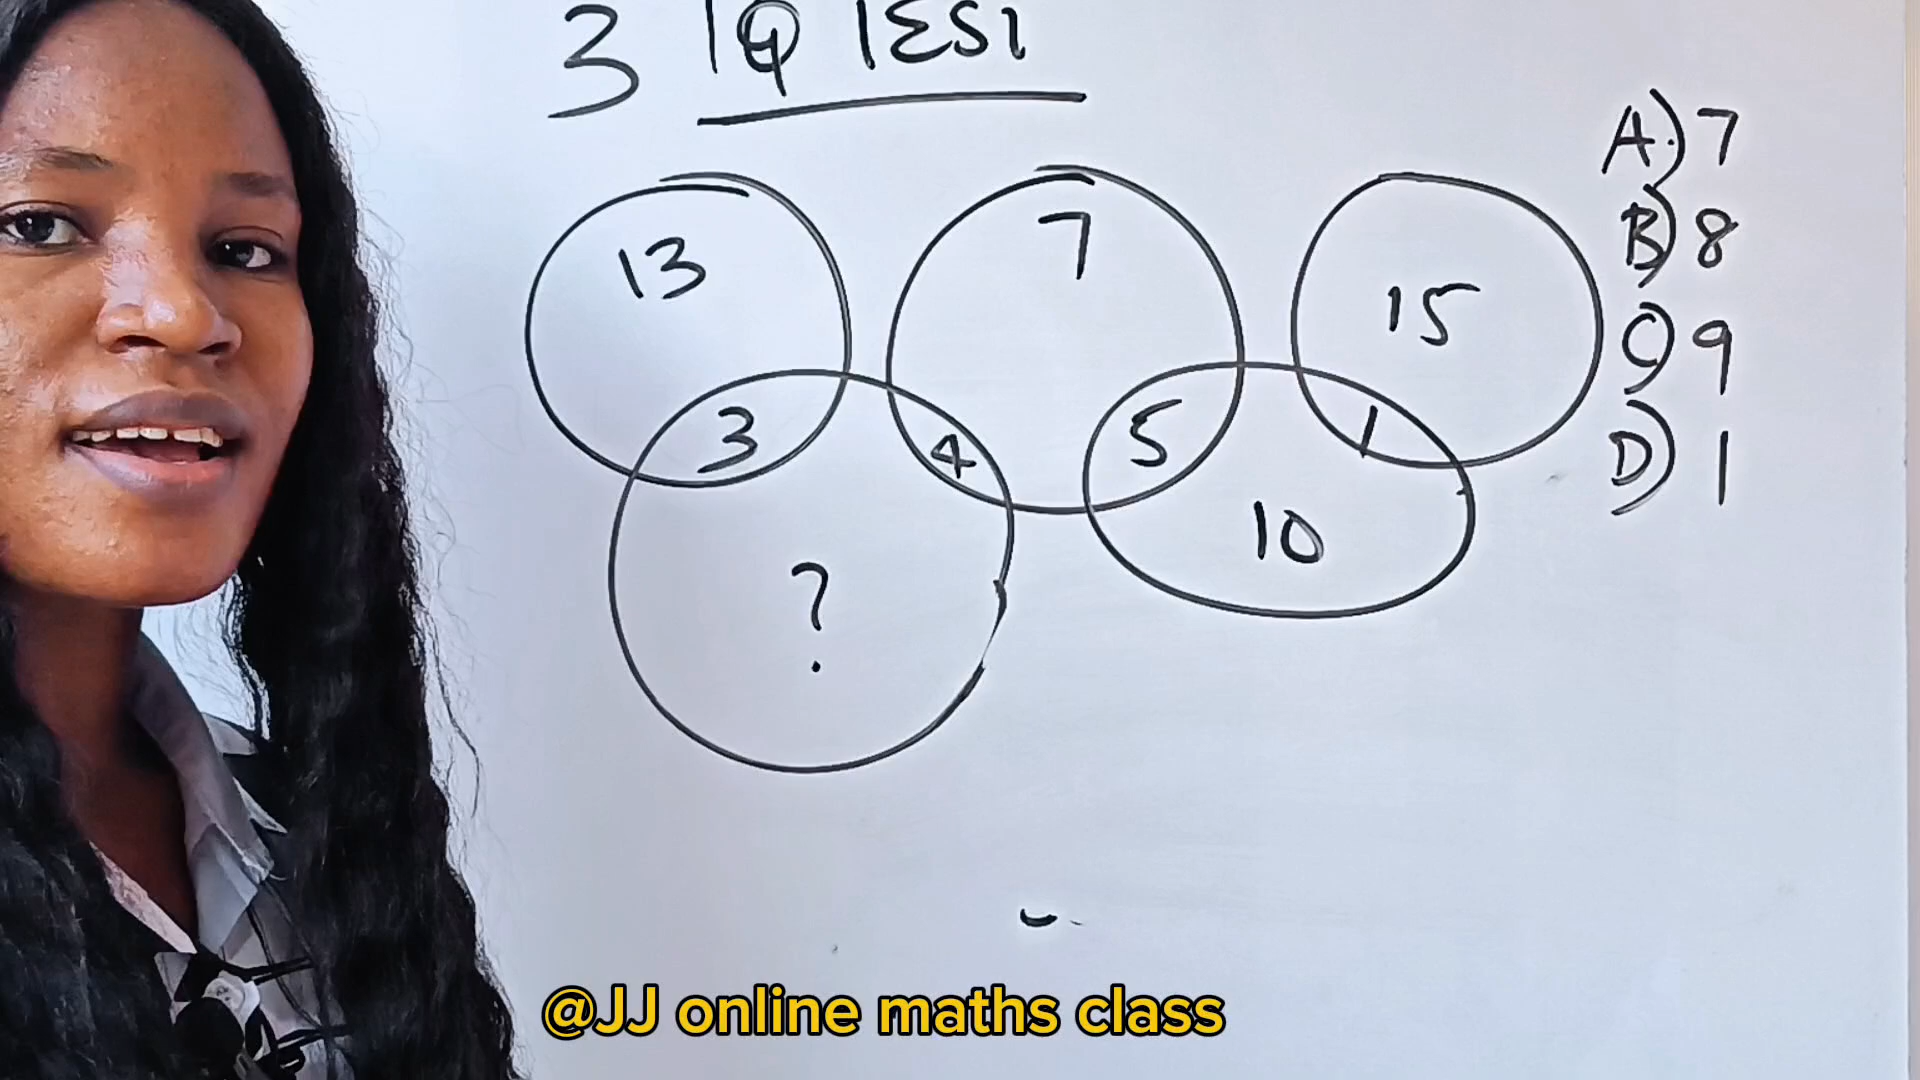 3 IQ TEST
A) 7
B) 8
C) 9
D) 1
13 7 15
3 4 5 1
? 10
@JJ online maths class